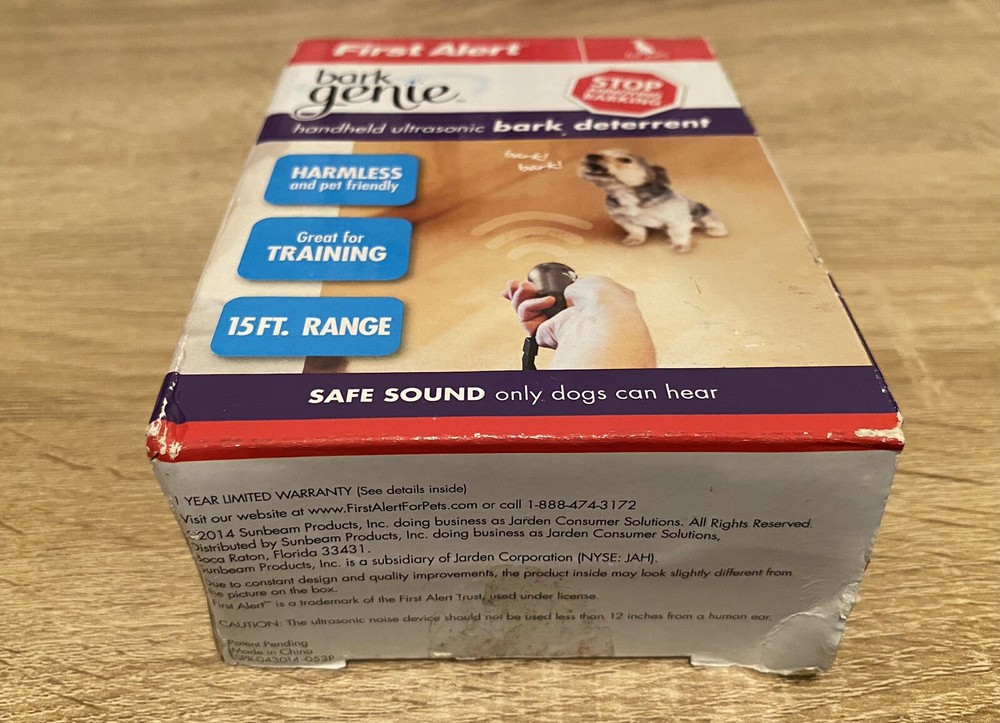 First Alert
bark
genie™
STOP
ANNOYING
BARKING
handheld ultrasonic bark deterrent
bark!
bark!
HARMLESS
and pet friendly
Great for
TRAINING
15 FT. RANGE
SAFE SOUND only dogs can hear
1 YEAR LIMITED WARRANTY (See details inside)
Visit our website at www.FirstAlertForPets.com or call 1-888-474-3172
©2014 Sunbeam Products, Inc. doing business as Jarden Consumer Solutions. All Rights Reserved.
Distributed by Sunbeam Products, Inc. doing business as Jarden Consumer Solutions,
Boca Raton, Florida 33431.
Sunbeam Products, Inc. is a subsidiary of Jarden Corporation (NYSE: JAH).
Due to constant design and quality improvements, the product inside may look slightly different from
the picture on the box.
First Alert™ is a trademark of the First Alert Trust, used under license.
CAUTION: The ultrasonic noise device should not be used less than 12 inches from a human ear.
Patent Pending
Made in China
SPR-043014-053P